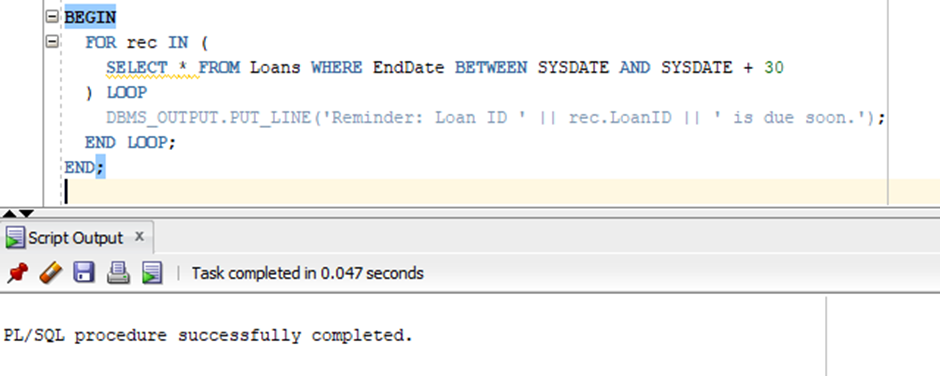 BEGIN
FOR rec IN (
SELECT * FROM Loans WHERE EndDate BETWEEN SYSDATE AND SYSDATE + 30
) LOOP
DBMS_OUTPUT.PUT_LINE('Reminder: Loan ID ' || rec.LoanID || ' is due soon.');
END LOOP;
END;
Script Output x
Task completed in 0.047 seconds
PL/SQL procedure successfully completed.